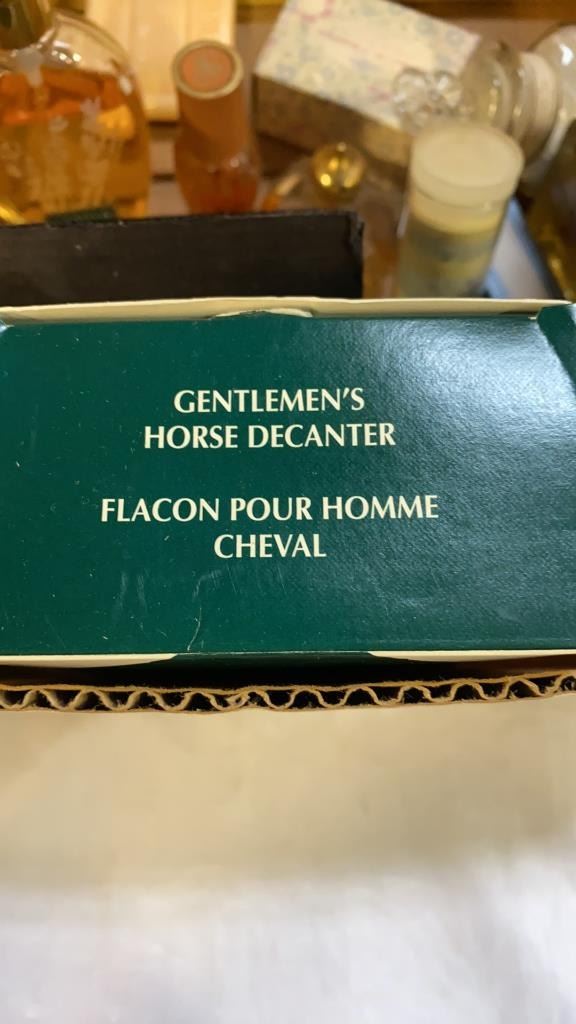 GENTLEMEN'S
HORSE DECANTER
FLACON POUR HOMME
CHEVAL